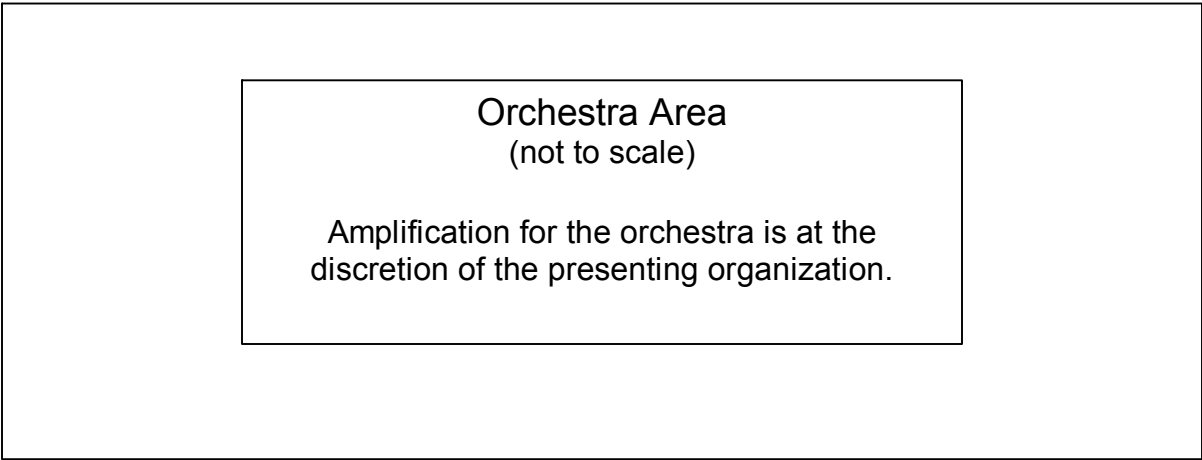 Orchestra Area
(not to scale)
Amplification for the orchestra is at the
discretion of the presenting organization.